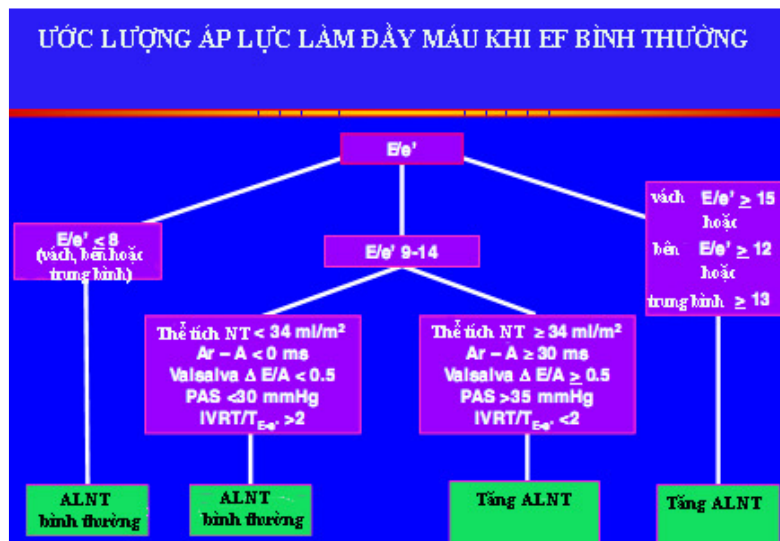 ƯỚC LƯỢNG ÁP LỰC LÀM ĐẦY MÁU KHI EF BÌNH THƯỜNG
E/e'
E/e' ≤ 8
(vách, bên hoặc
trung bình)
E/e' 9-14
vách E/e' ≥ 15
hoặc
bên E/e' ≥ 12
hoặc
trung bình ≥ 13
Thể tích NT < 34 ml/m²
Ar – A < 0 ms
Valsalva Δ E/A < 0.5
PAS <30 mmHg
IVRT/T_E-e' >2
Thể tích NT ≥ 34 ml/m²
Ar – A ≥ 30 ms
Valsalva Δ E/A ≥ 0.5
PAS >35 mmHg
IVRT/T_E-e' <2
ALNT
bình thường
ALNT
bình thường
Tăng ALNT
Tăng ALNT